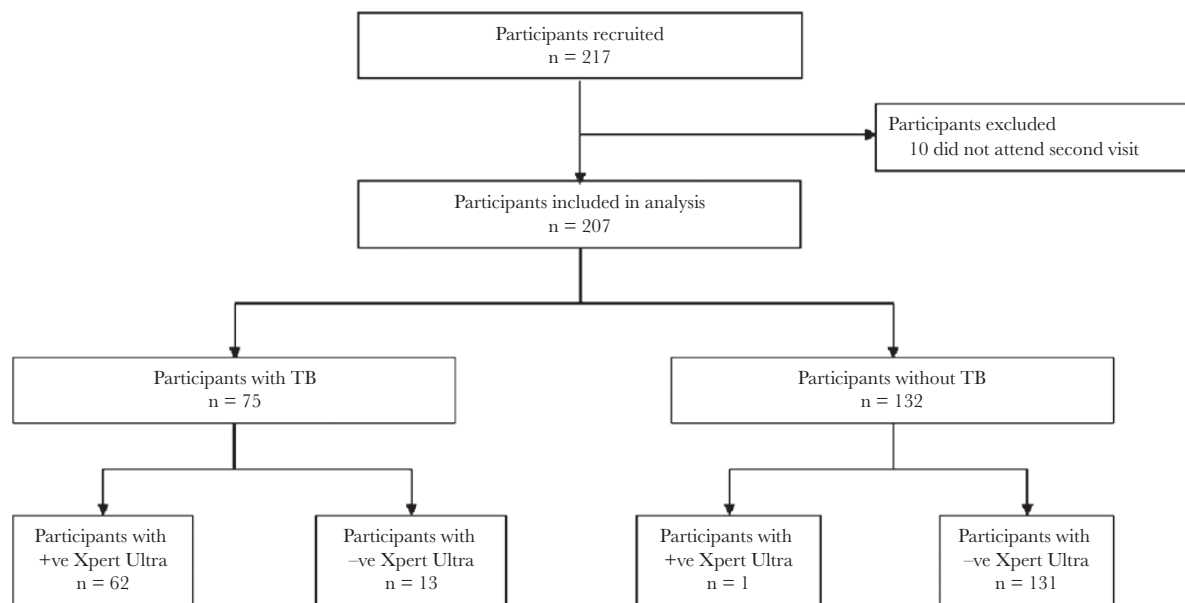 Participants recruited
n = 217
Participants excluded
10 did not attend second visit
Participants included in analysis
n = 207
Participants with TB
n = 75
Participants without TB
n = 132
Participants with
+ve Xpert Ultra
n = 62
Participants with
–ve Xpert Ultra
n = 13
Participants with
+ve Xpert Ultra
n = 1
Participants with
–ve Xpert Ultra
n = 131